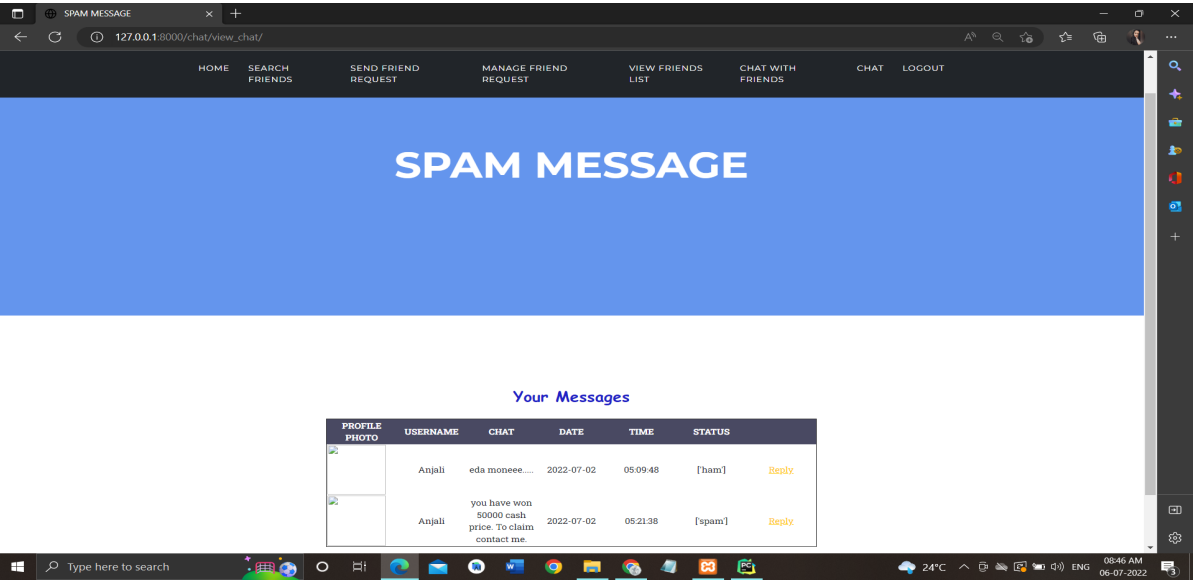 SPAM MESSAGE
127.0.0.1:8000/chat/view_chat/
HOME SEARCH FRIENDS SEND FRIEND REQUEST MANAGE FRIEND REQUEST VIEW FRIENDS LIST CHAT WITH FRIENDS CHAT LOGOUT
SPAM MESSAGE
Your Messages
PROFILE PHOTO USERNAME CHAT DATE TIME STATUS
Anjali eda moneee..... 2022-07-02 05:09:48 ['ham'] Reply
Anjali you have won 50000 cash price. To claim contact me. 2022-07-02 05:21:38 ['spam'] Reply
Type here to search
24°C ENG 08:46 AM
06-07-2022
3